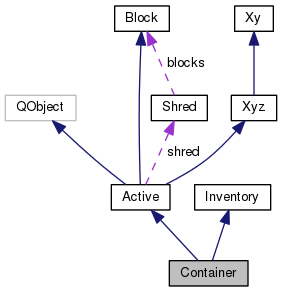 Block
Xy
blocks
QObject
Shred
Xyz
shred
Active
Inventory
Container